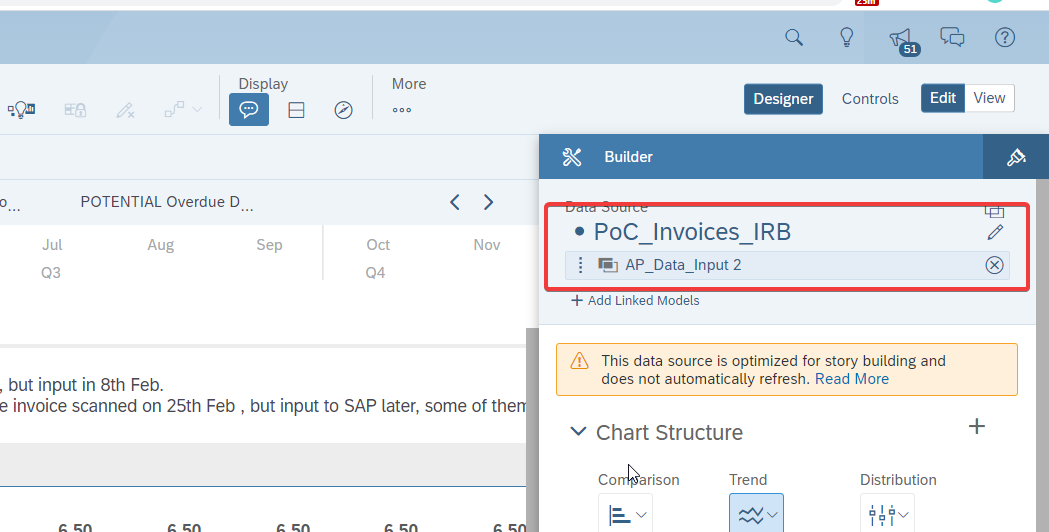 25m
51
Display
More
Designer
Controls
Edit
View
Builder
o...
POTENTIAL Overdue D...
Data Source
PoC_Invoices_IRB
AP_Data_Input 2
+ Add Linked Models
Jul
Aug
Sep
Oct
Nov
Q3
Q4
This data source is optimized for story building and
does not automatically refresh. Read More
, but input in 8th Feb.
e invoice scanned on 25th Feb , but input to SAP later, some of them
Chart Structure
Comparison
Trend
Distribution
6.50
6.50
6.50
6.50
6.50